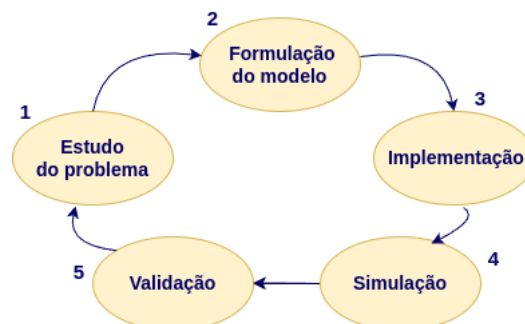 1
Estudo
do problema
2
Formulação
do modelo
3
Implementação
4
Simulação
5
Validação